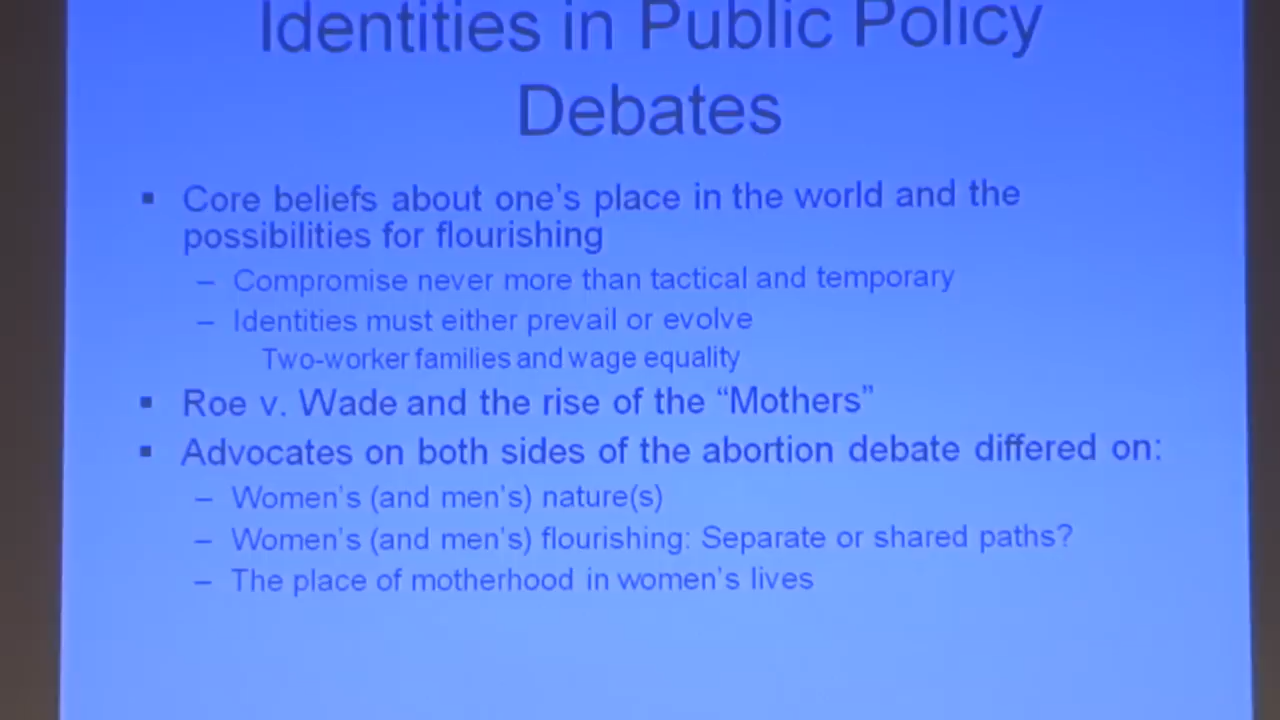 Identities in Public Policy
Debates
▪ Core beliefs about one's place in the world and the
possibilities for flourishing
– Compromise never more than tactical and temporary
– Identities must either prevail or evolve
Two-worker families and wage equality
▪ Roe v. Wade and the rise of the “Mothers”
▪ Advocates on both sides of the abortion debate differed on:
– Women's (and men's) nature(s)
– Women's (and men's) flourishing: Separate or shared paths?
– The place of motherhood in women's lives